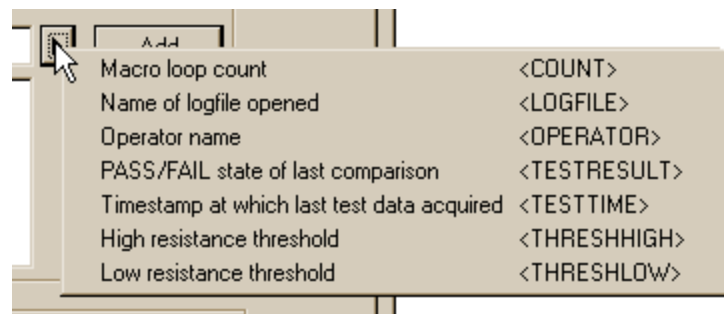 Add
Macro loop count <COUNT>
Name of logfile opened <LOGFILE>
Operator name <OPERATOR>
PASS/FAIL state of last comparison <TESTRESULT>
Timestamp at which last test data acquired <TESTTIME>
High resistance threshold <THRESHHIGH>
Low resistance threshold <THRESHLOW>